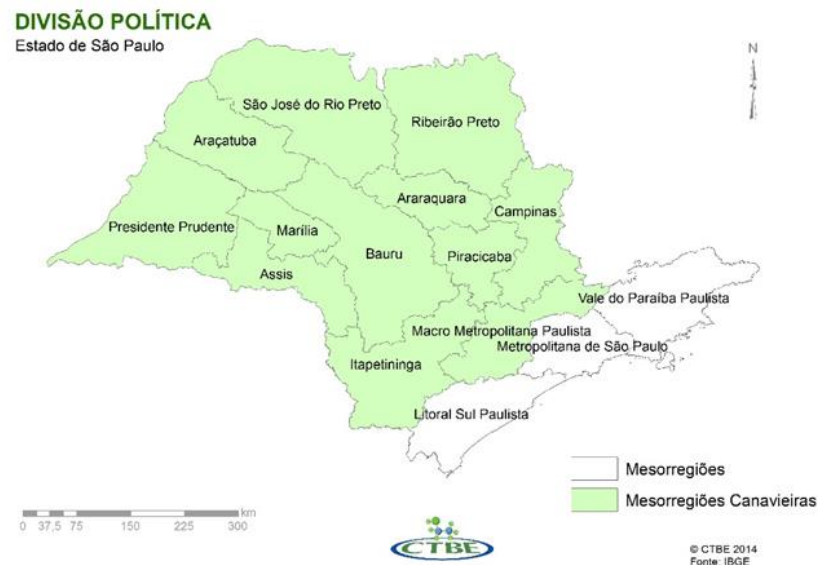 DIVISÃO POLÍTICA
Estado de São Paulo
N
São José do Rio Preto
Ribeirão Preto
Araçatuba
Araraquara
Campinas
Presidente Prudente
Marília
Bauru
Piracicaba
Assis
Vale do Paraíba Paulista
Macro Metropolitana Paulista
Metropolitana de São Paulo
Itapetininga
Litoral Sul Paulista
Mesorregiões
Mesorregiões Canavieiras
km
0 37,5 75 150 225 300
CTBE
© CTBE 2014
Fonte: IBGE